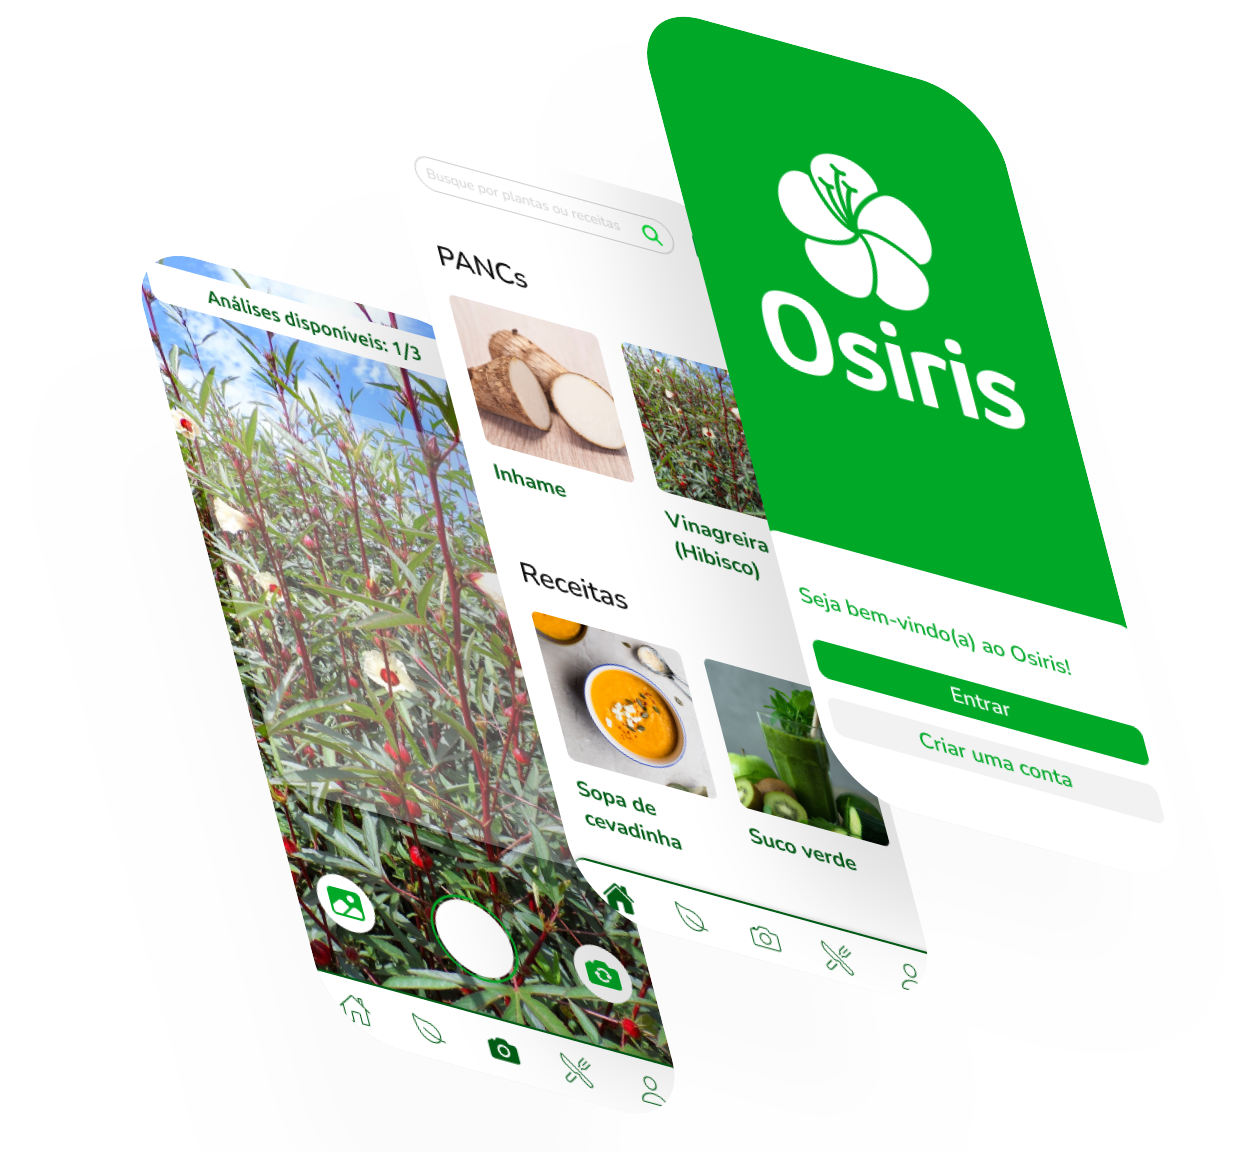 Análises disponíveis: 1/3
Busque por plantas ou receitas
PANCs
Inhame
Vinagreira
(Hibisco)
Receitas
Sopa de
cevadinha
Suco verde
Osiris
Seja bem-vindo(a) ao Osiris!
Entrar
Criar uma conta